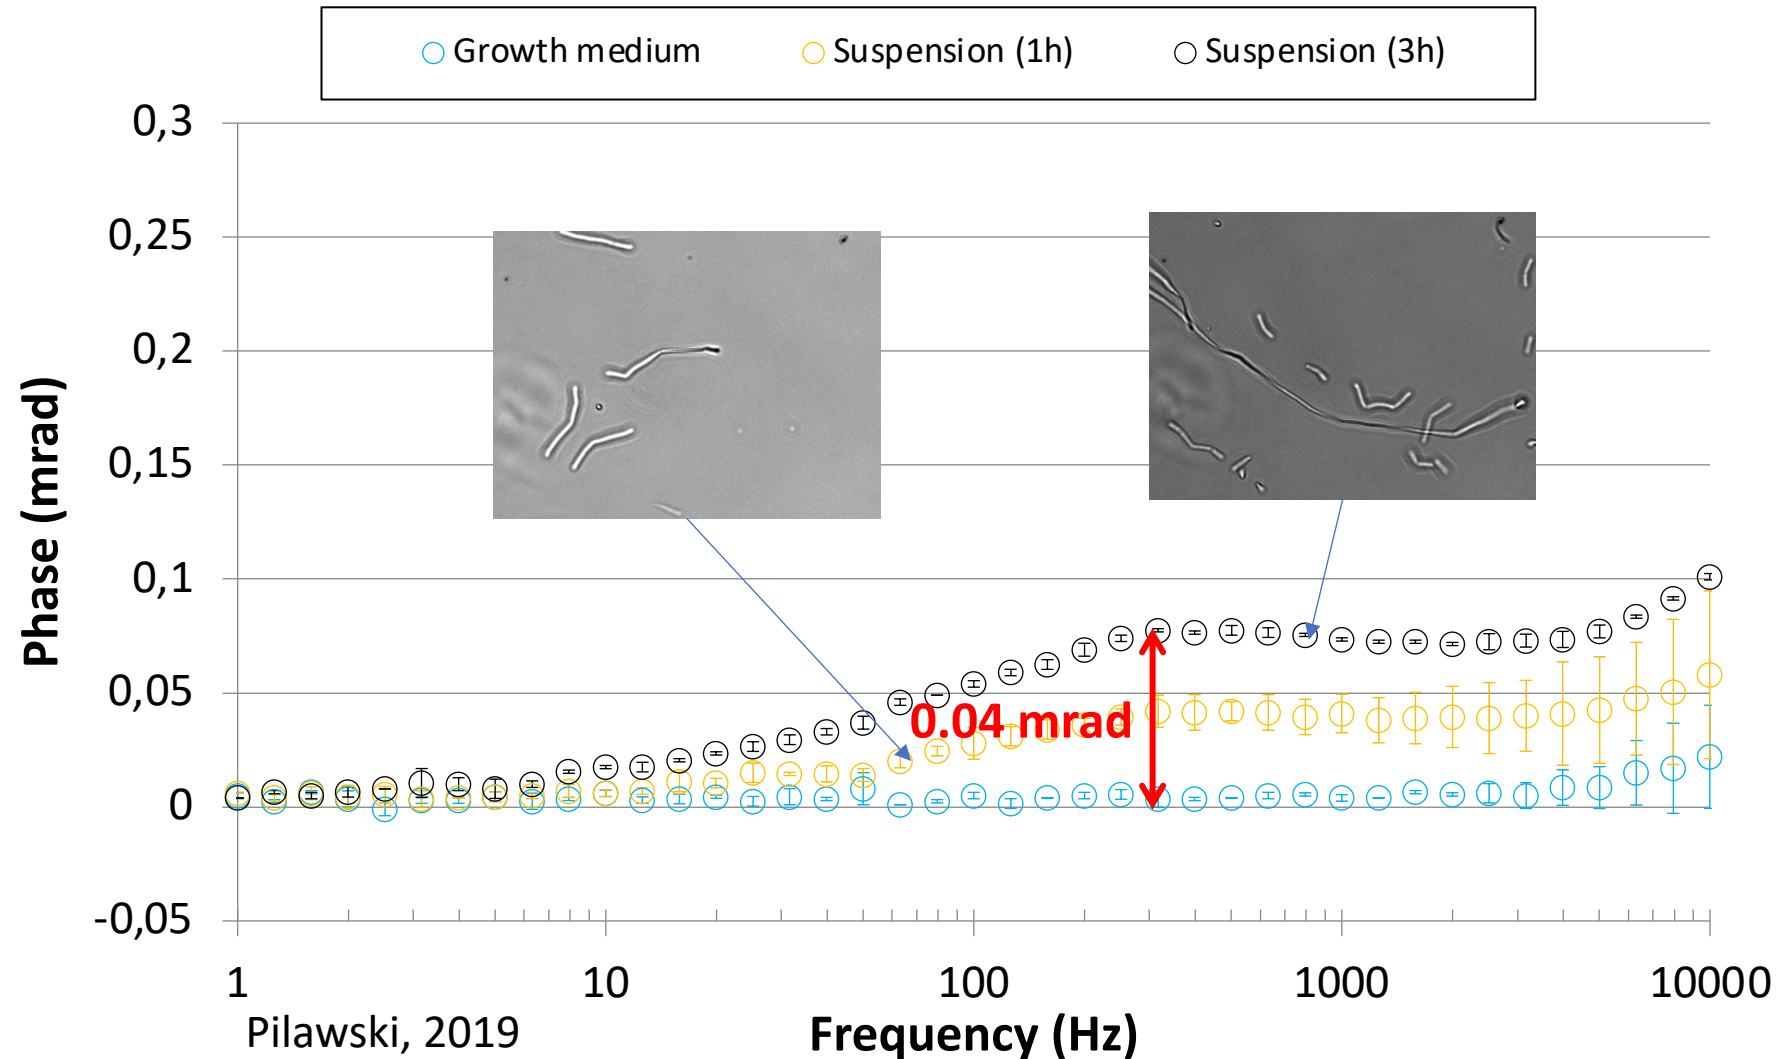 Growth medium Suspension (1h) Suspension (3h)
0,3
0,25
0,2
0,15
0,1
0,05
0
-0,05
Phase (mrad)
0.04 mrad
1 10 100 1000 10000
Pilawski, 2019
Frequency (Hz)